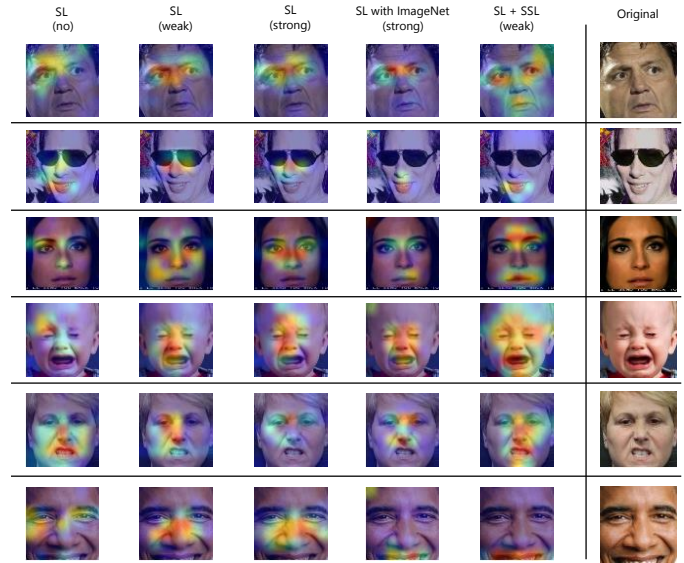 SL
(no)
SL
(weak)
SL
(strong)
SL with ImageNet
(strong)
SL + SSL
(weak)
Original